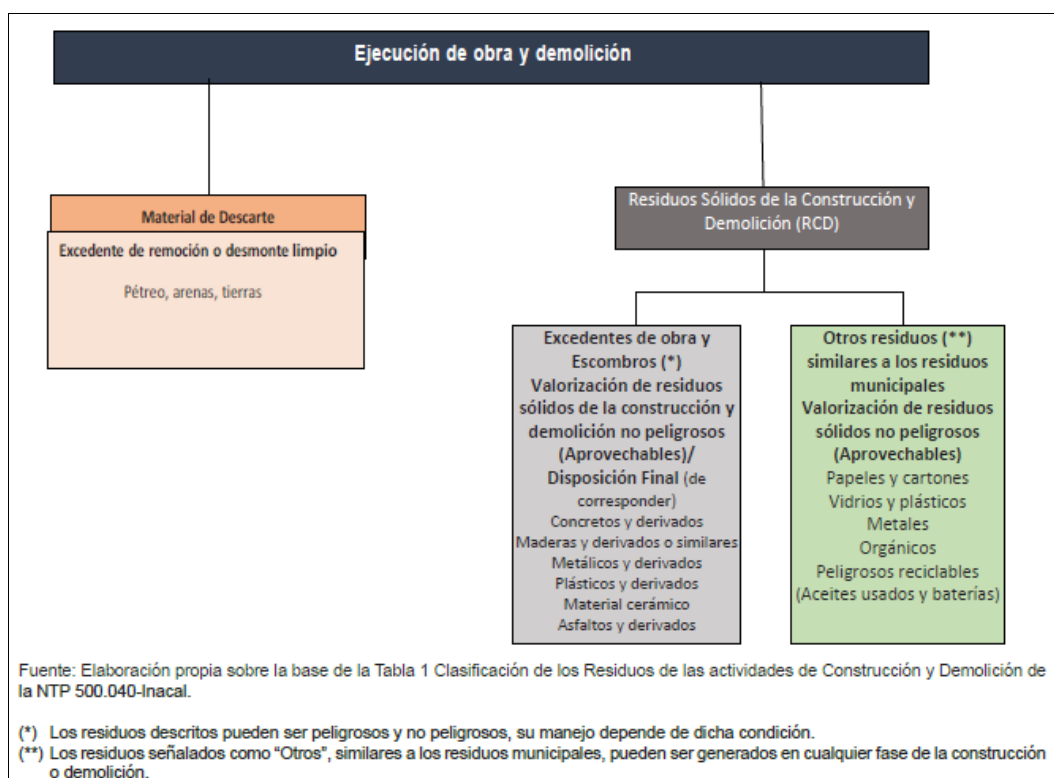 Ejecución de obra y demolición
Material de Descarte
Excedente de remoción o desmonte limpio
Pétreo, arenas, tierras
Residuos Sólidos de la Construcción y
Demolición (RCD)
Excedentes de obra y
Escombros (*)
Valorización de residuos
sólidos de la construcción y
demolición no peligrosos
(Aprovechables)/
Disposición Final (de
corresponder)
Concretos y derivados
Maderas y derivados o similares
Metálicos y derivados
Plásticos y derivados
Material cerámico
Asfaltos y derivados
Otros residuos (**)
similares a los residuos
municipales
Valorización de residuos
sólidos no peligrosos
(Aprovechables)
Papeles y cartones
Vidrios y plásticos
Metales
Orgánicos
Peligrosos reciclables
(Aceites usados y baterías)
Fuente: Elaboración propia sobre la base de la Tabla 1 Clasificación de los Residuos de las actividades de Construcción y Demolición de
la NTP 500.040-Inacal.
(*) Los residuos descritos pueden ser peligrosos y no peligrosos, su manejo depende de dicha condición.
(**) Los residuos señalados como “Otros”, similares a los residuos municipales, pueden ser generados en cualquier fase de la construcción
o demolición.